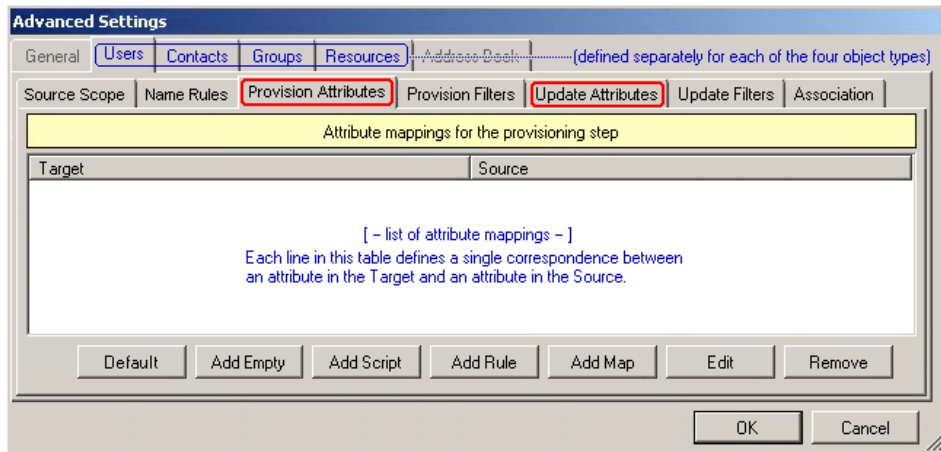 Advanced Settings
General Users Contacts Groups Resources Address Book (defined separately for each of the four object types)
Source Scope Name Rules Provision Attributes Provision Filters Update Attributes Update Filters Association
Attribute mappings for the provisioning step
Target Source
[ – list of attribute mappings – ]
Each line in this table defines a single correspondence between
an attribute in the Target and an attribute in the Source.
Default Add Empty Add Script Add Rule Add Map Edit Remove
OK Cancel